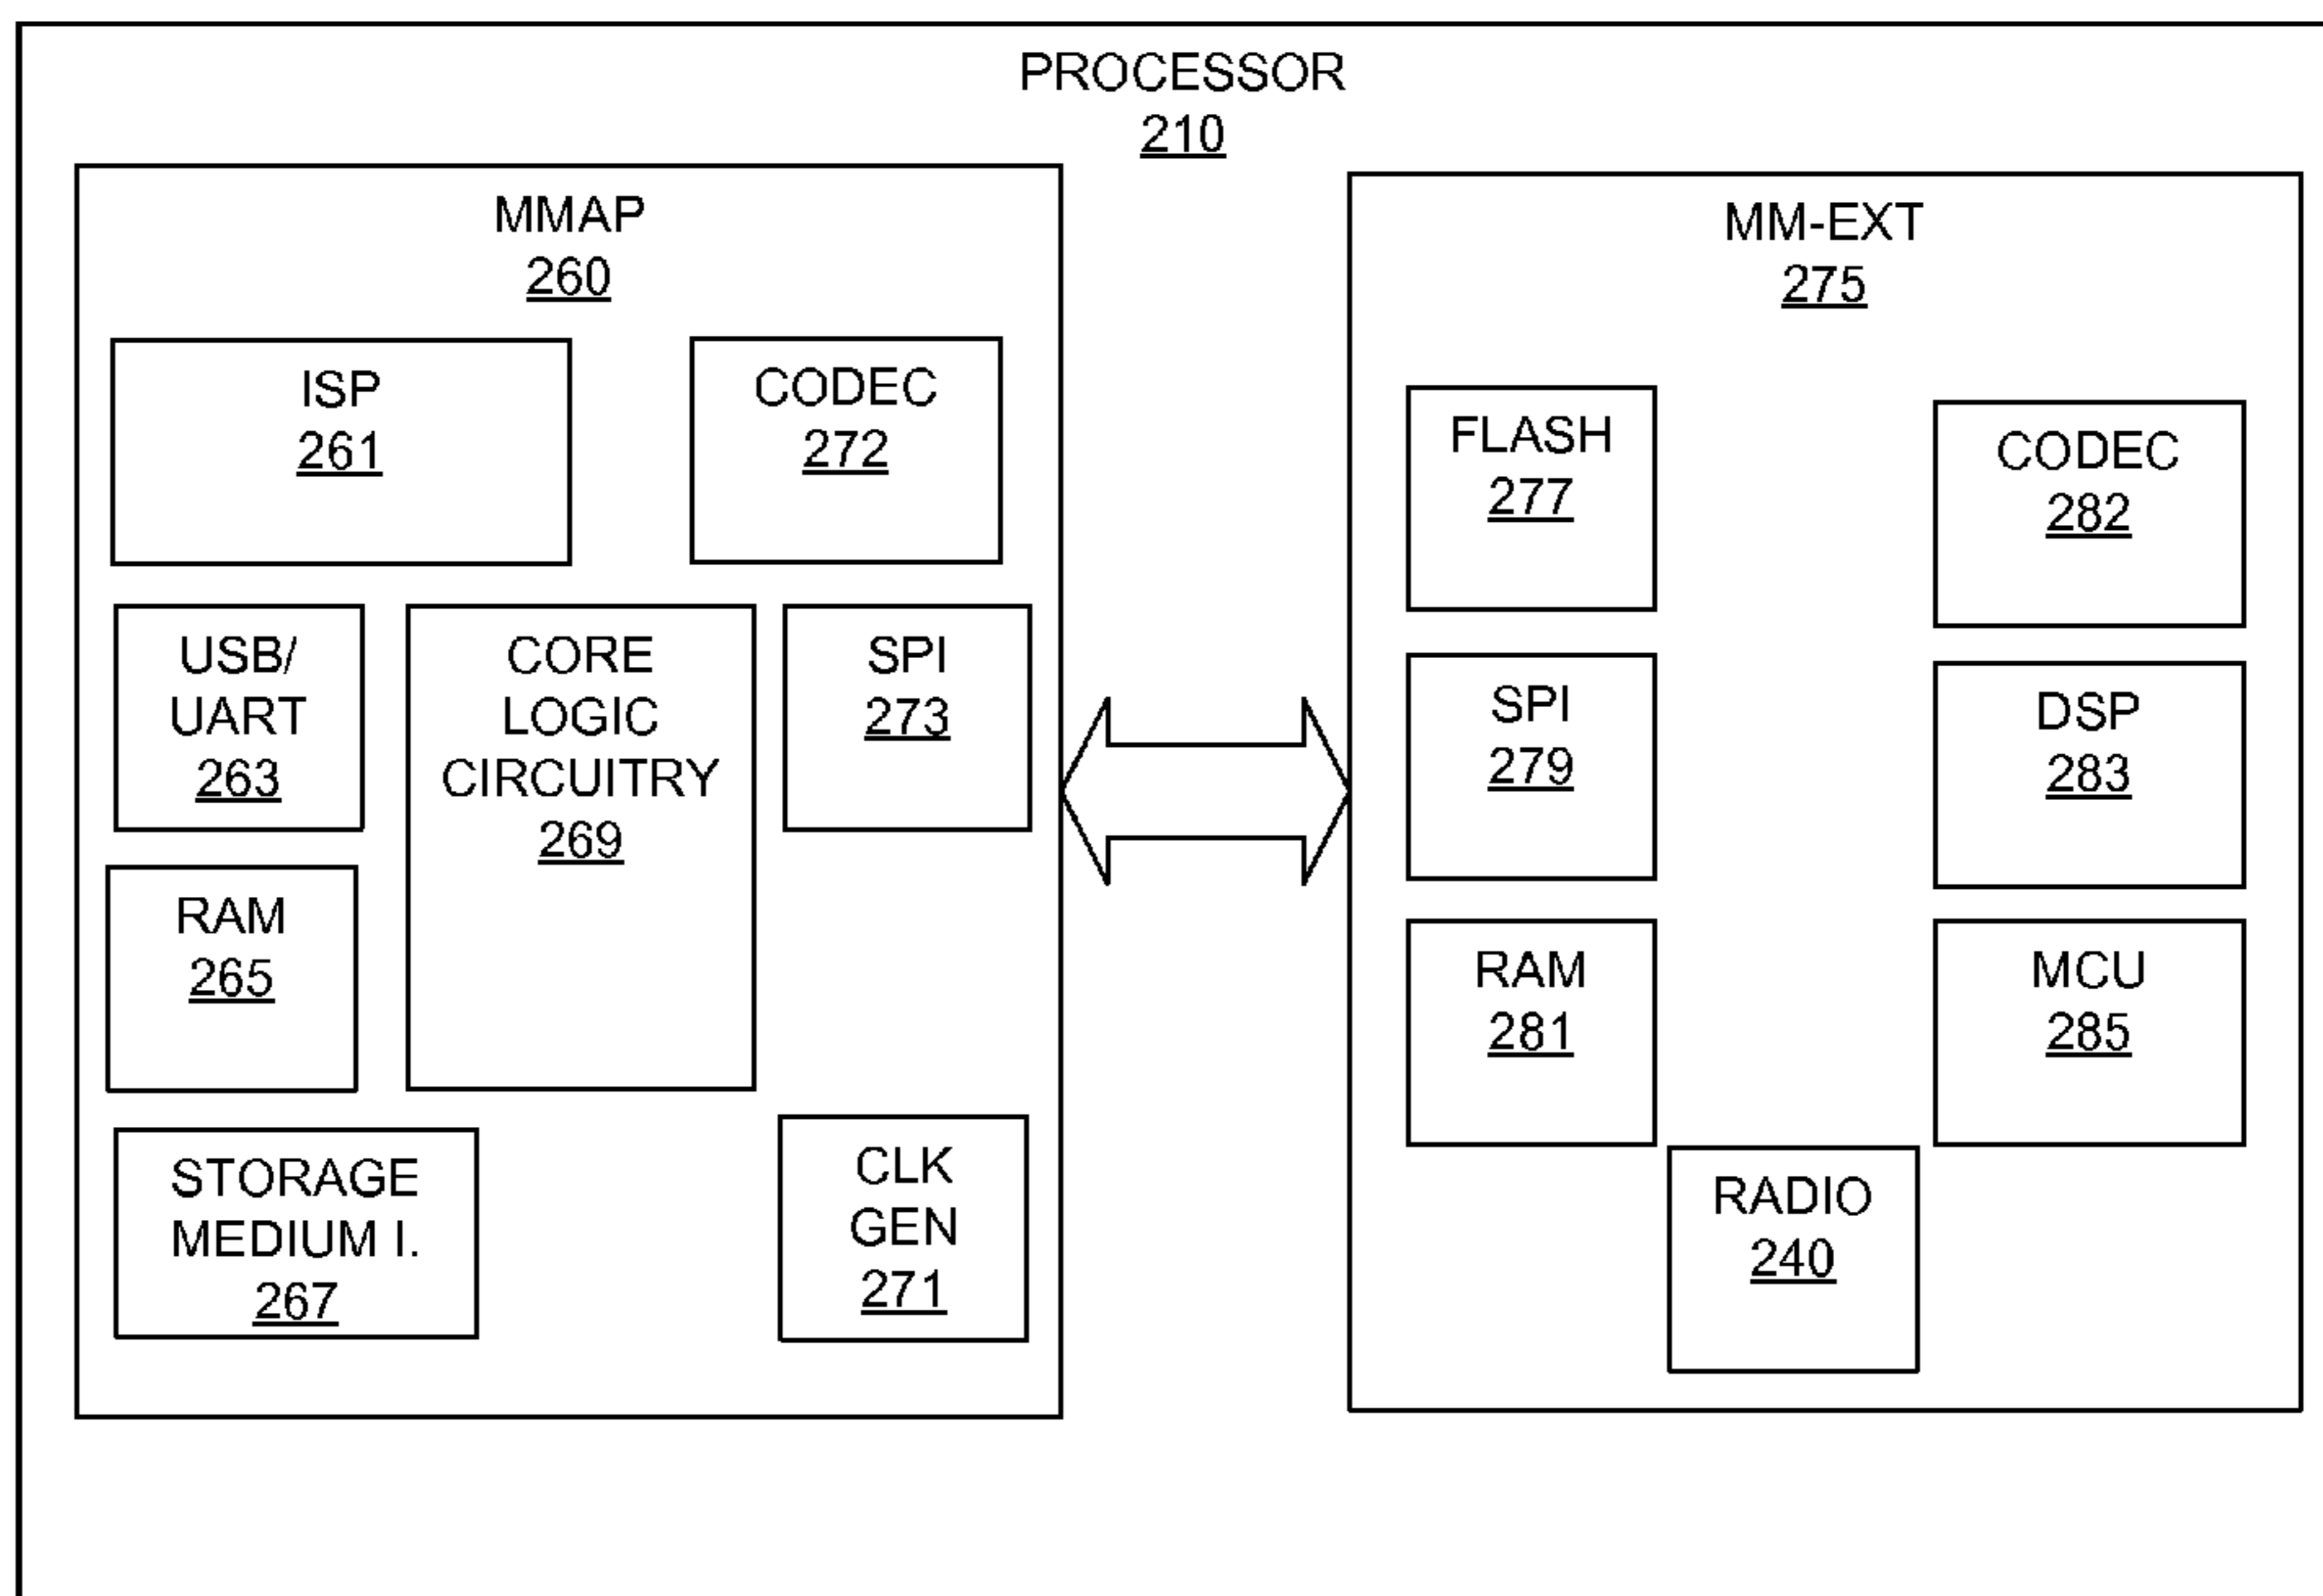 PROCESSOR
210
MMAP
260
ISP
261
CODEC
272
USB/
UART
263
CORE
LOGIC
CIRCUITRY
269
SPI
273
RAM
265
STORAGE
MEDIUM I.
267
CLK
GEN
271
MM-EXT
275
FLASH
277
CODEC
282
SPI
279
DSP
283
RAM
281
MCU
285
RADIO
240